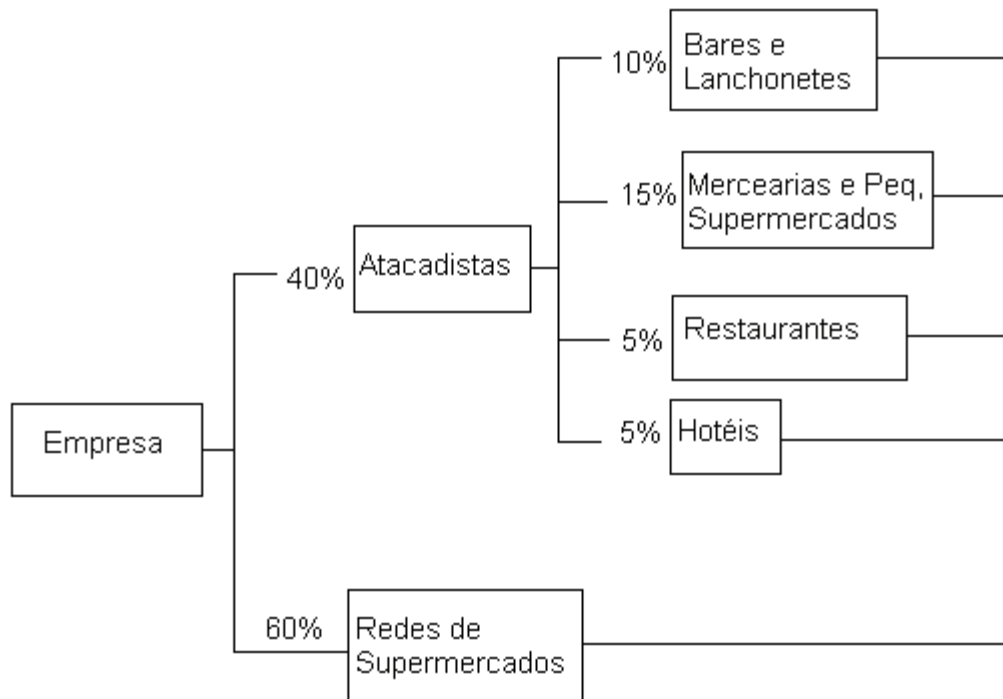 10%
Bares e
Lanchonetes
15%
Mercearias e Peq,
Supermercados
40%
Atacadistas
5%
Restaurantes
5%
Hotéis
Empresa
60%
Redes de
Supermercados